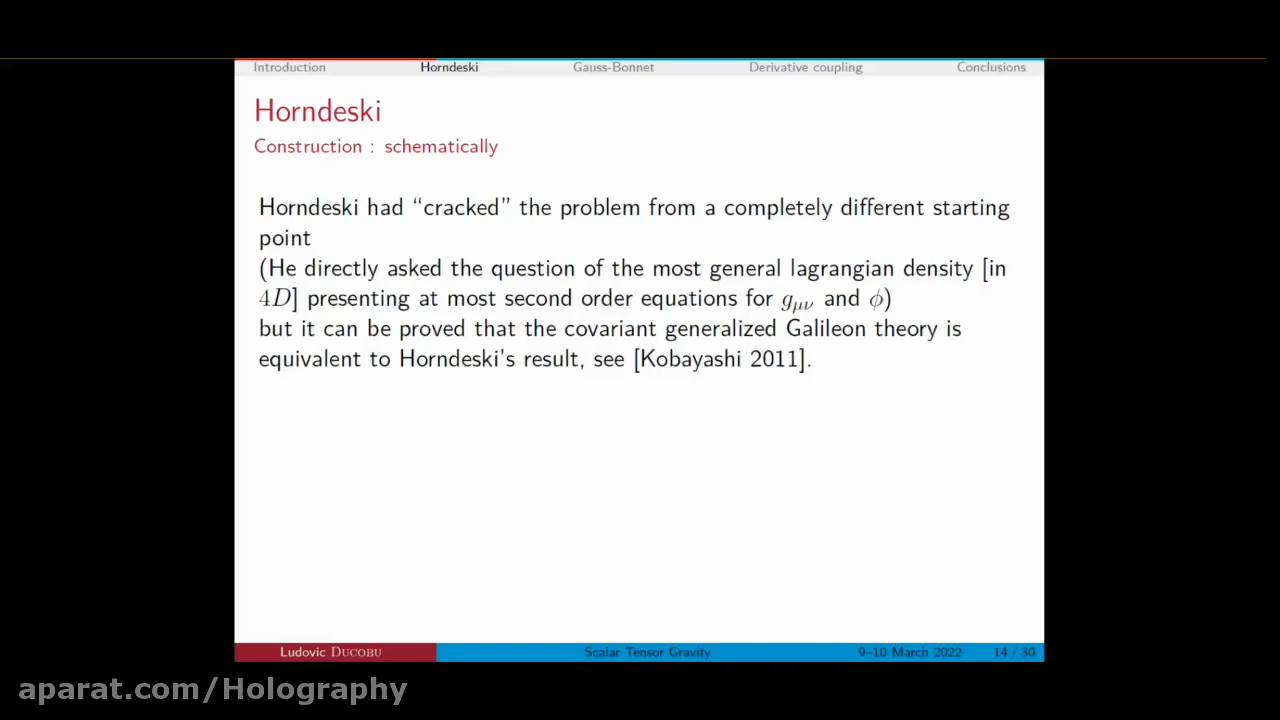 Introduction Horndeski Gauss-Bonnet Derivative coupling Conclusions
Horndeski
Construction : schematically
Horndeski had “cracked” the problem from a completely different starting
point
(He directly asked the question of the most general lagrangian density [in
4D] presenting at most second order equations for gμν and ϕ)
but it can be proved that the covariant generalized Galileon theory is
equivalent to Horndeski's result, see [Kobayashi 2011].
Ludovic DUCOBU Scalar Tensor Gravity 9–10 March 2022 14 / 30
aparat.com/Holography